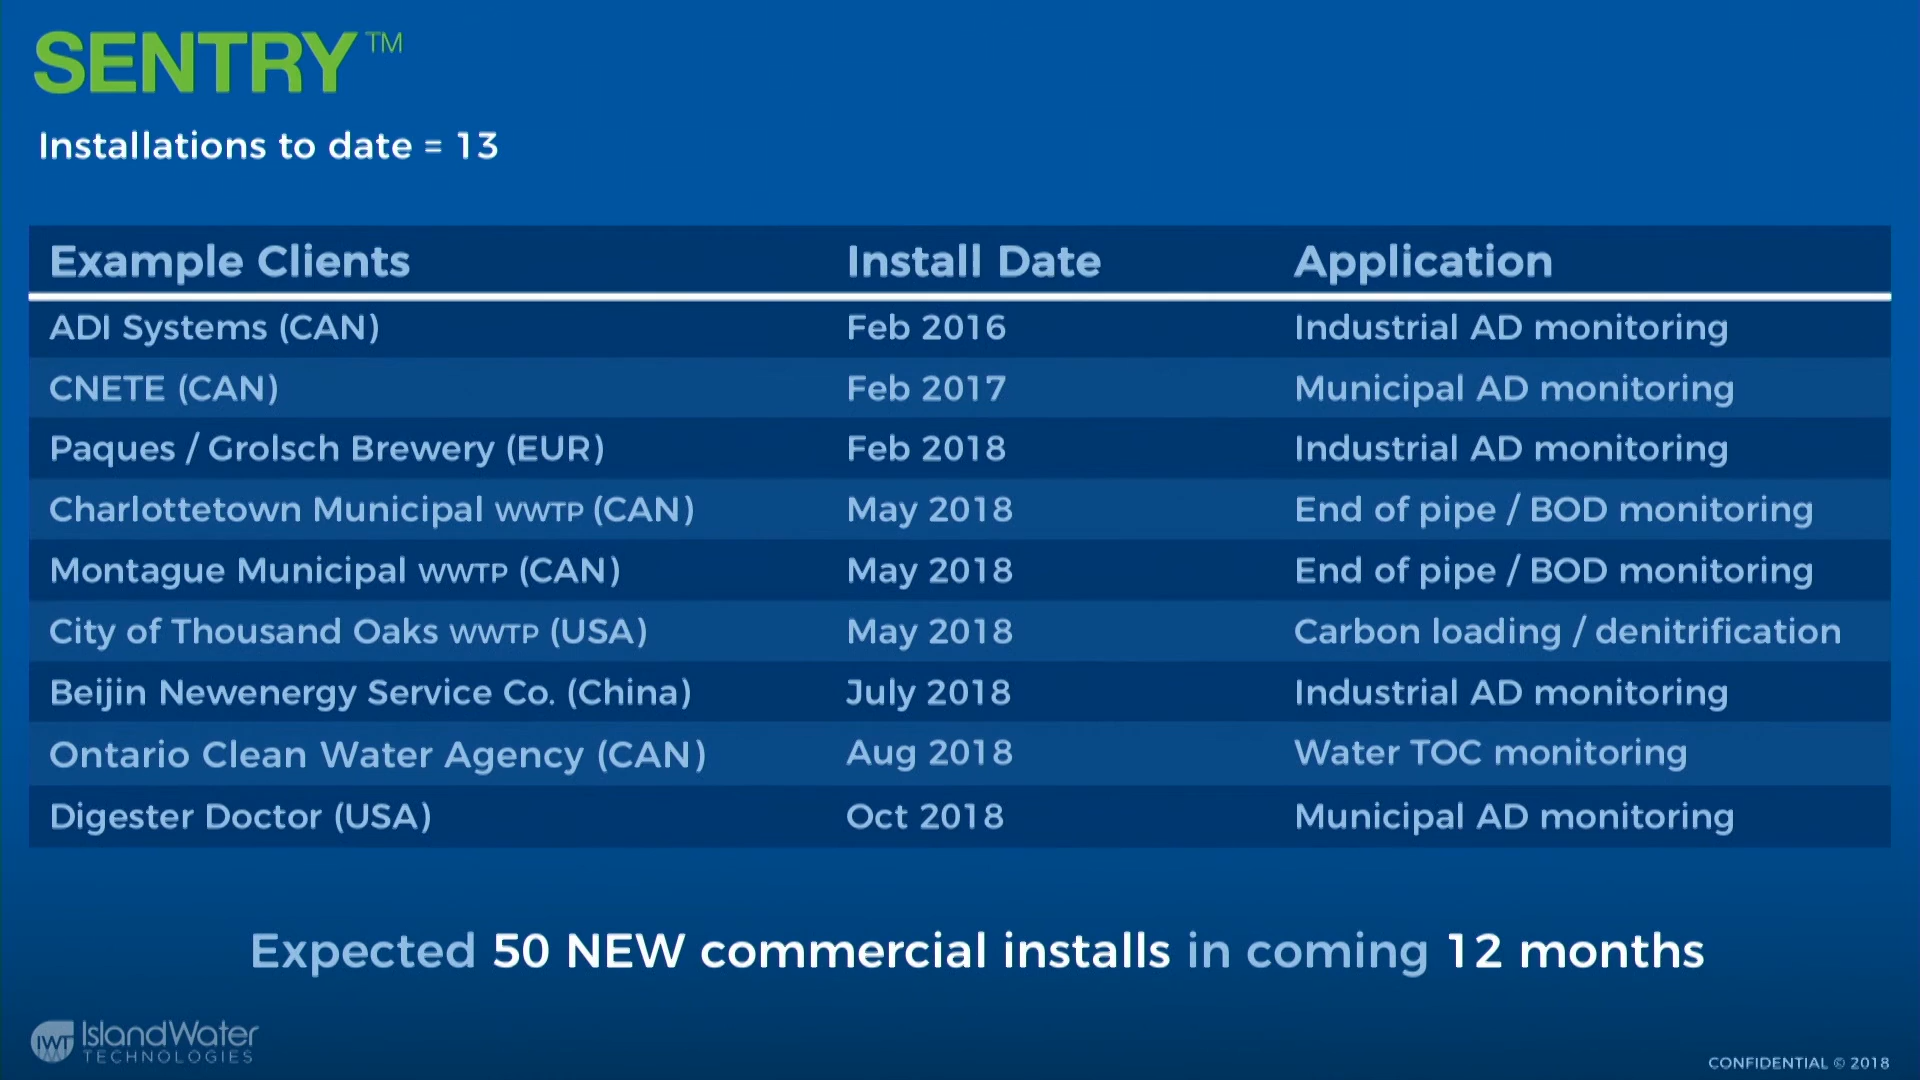 SENTRY™
Installations to date = 13
Example Clients Install Date Application
ADI Systems (CAN) Feb 2016 Industrial AD monitoring
CNETE (CAN) Feb 2017 Municipal AD monitoring
Paques / Grolsch Brewery (EUR) Feb 2018 Industrial AD monitoring
Charlottetown Municipal WWTP (CAN) May 2018 End of pipe / BOD monitoring
Montague Municipal WWTP (CAN) May 2018 End of pipe / BOD monitoring
City of Thousand Oaks WWTP (USA) May 2018 Carbon loading / denitrification
Beijin Newenergy Service Co. (China) July 2018 Industrial AD monitoring
Ontario Clean Water Agency (CAN) Aug 2018 Water TOC monitoring
Digester Doctor (USA) Oct 2018 Municipal AD monitoring
Expected 50 NEW commercial installs in coming 12 months
IWT IslandWater
TECHNOLOGIES
CONFIDENTIAL © 2018